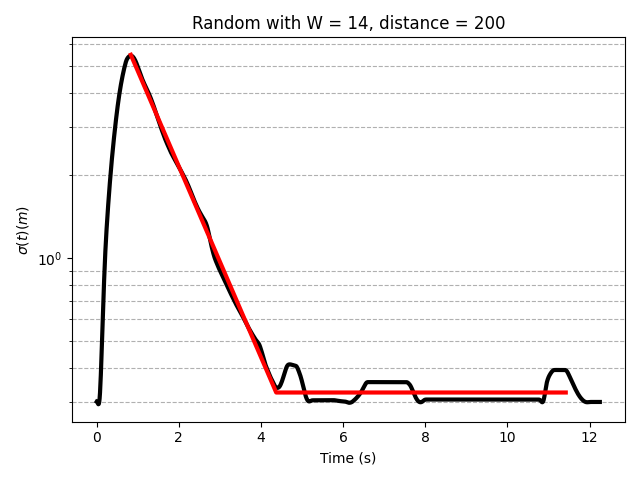 Random with W = 14, distance = 200
σ(t)(m)
10⁰
0 2 4 6 8 10 12
Time (s)